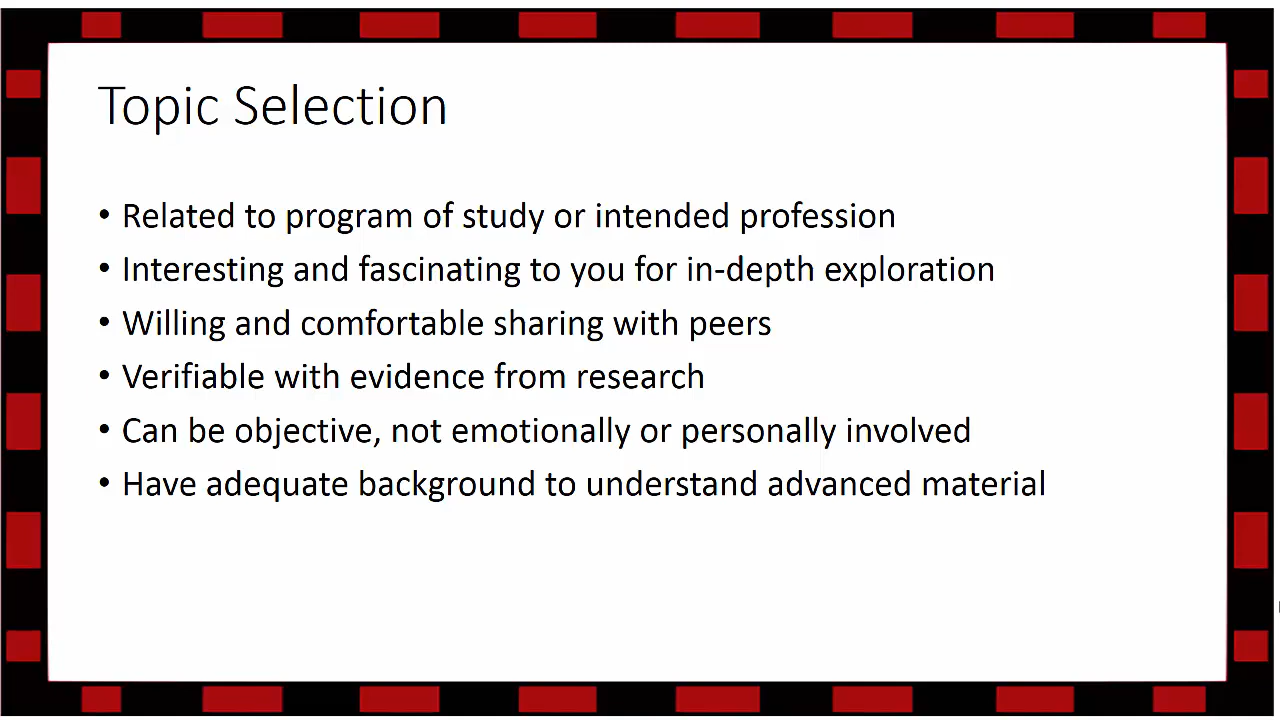 Topic Selection
• Related to program of study or intended profession
• Interesting and fascinating to you for in-depth exploration
• Willing and comfortable sharing with peers
• Verifiable with evidence from research
• Can be objective, not emotionally or personally involved
• Have adequate background to understand advanced material